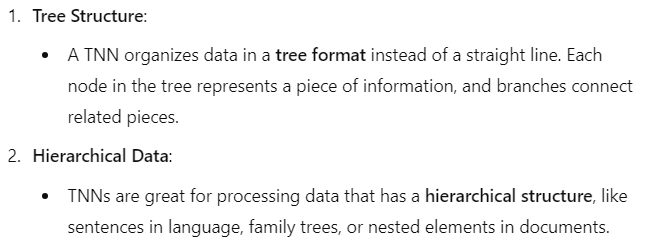 1. Tree Structure:
• A TNN organizes data in a tree format instead of a straight line. Each
node in the tree represents a piece of information, and branches connect
related pieces.
2. Hierarchical Data:
• TNNs are great for processing data that has a hierarchical structure, like
sentences in language, family trees, or nested elements in documents.